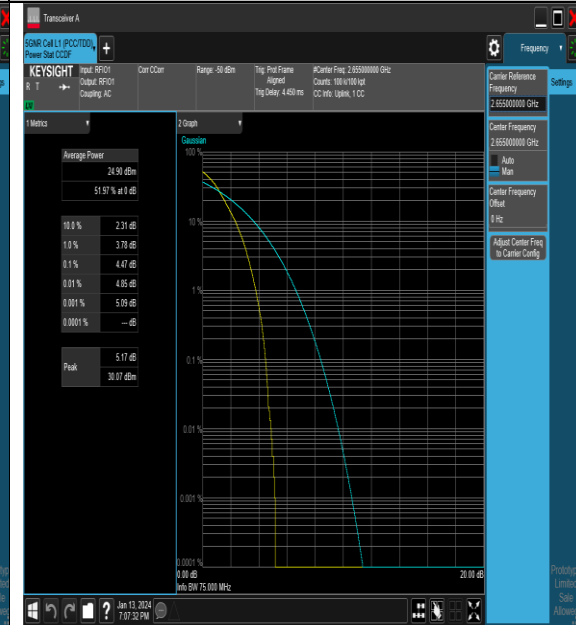 Transceiver A
5GNR Cell L1 (PCC/TDD),
Power Stat CCDF
Frequency
KEYSIGHT
R T
LV
Input: RFIO1
Output: RFIO1
Coupling: AC
Corr CCorr
Range: -50 dBm
Trig: Prot Frame
Aligned
Trig Delay: 4.450 ms
#Center Freq: 2.655000000 GHz
Counts: 100 k/100 kpt
CC Info: Uplink, 1 CC
Carrier Reference
Frequency
2.655000000 GHz
Settings
Center Frequency
2.655000000 GHz
Auto
Man
Center Frequency
Offset
0 Hz
Adjust Center Freq
to Carrier Config
1 Metrics
Average Power
24.90 dBm
51.97 % at 0 dB
10.0 % 2.31 dB
1.0 % 3.78 dB
0.1 % 4.47 dB
0.01 % 4.85 dB
0.001 % 5.09 dB
0.0001 % --- dB
Peak
5.17 dB
30.07 dBm
2 Graph
Gaussian
100 %
10 %
1 %
0.1 %
0.01 %
0.001 %
0.0001 %
0.00 dB
20.00 dB
Info BW 75.000 MHz
Jan 13, 2024
7:07:32 PM
Prototyp
Limited
Sale
Allowed